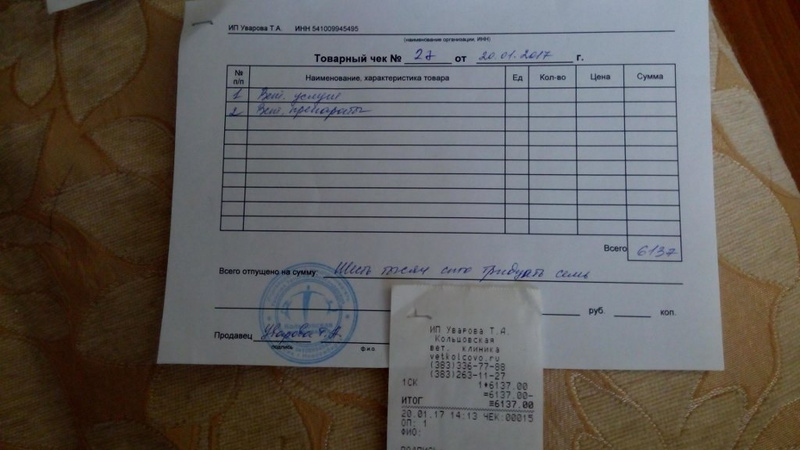 ИП Уварова Т.А. ИНН 541009945495
(наименование организации, ИНН)
Товарный чек № 27 от 20.01.2017 г.
№ п/п Наименование, характеристика товара Ед Кол-во Цена Сумма
1 Вет. услуги
2 Вет. препараты
Всего 6137
Всего отпущено на сумму: Шесть тысяч сто тридцать семь
руб. коп.
Продавец Уварова Т.А.
подпись ф.и.о
ИП Уварова Т.А.
Кольцовская
вет. клиника
vetkolcovo.ru
(383)336-77-88
(383)263-11-27
1СК 1*6137.00
=6137.00-
ИТОГ =6137.00
20.01.17 14:13 ЧЕК:00015
ОП: 1
ФИО: